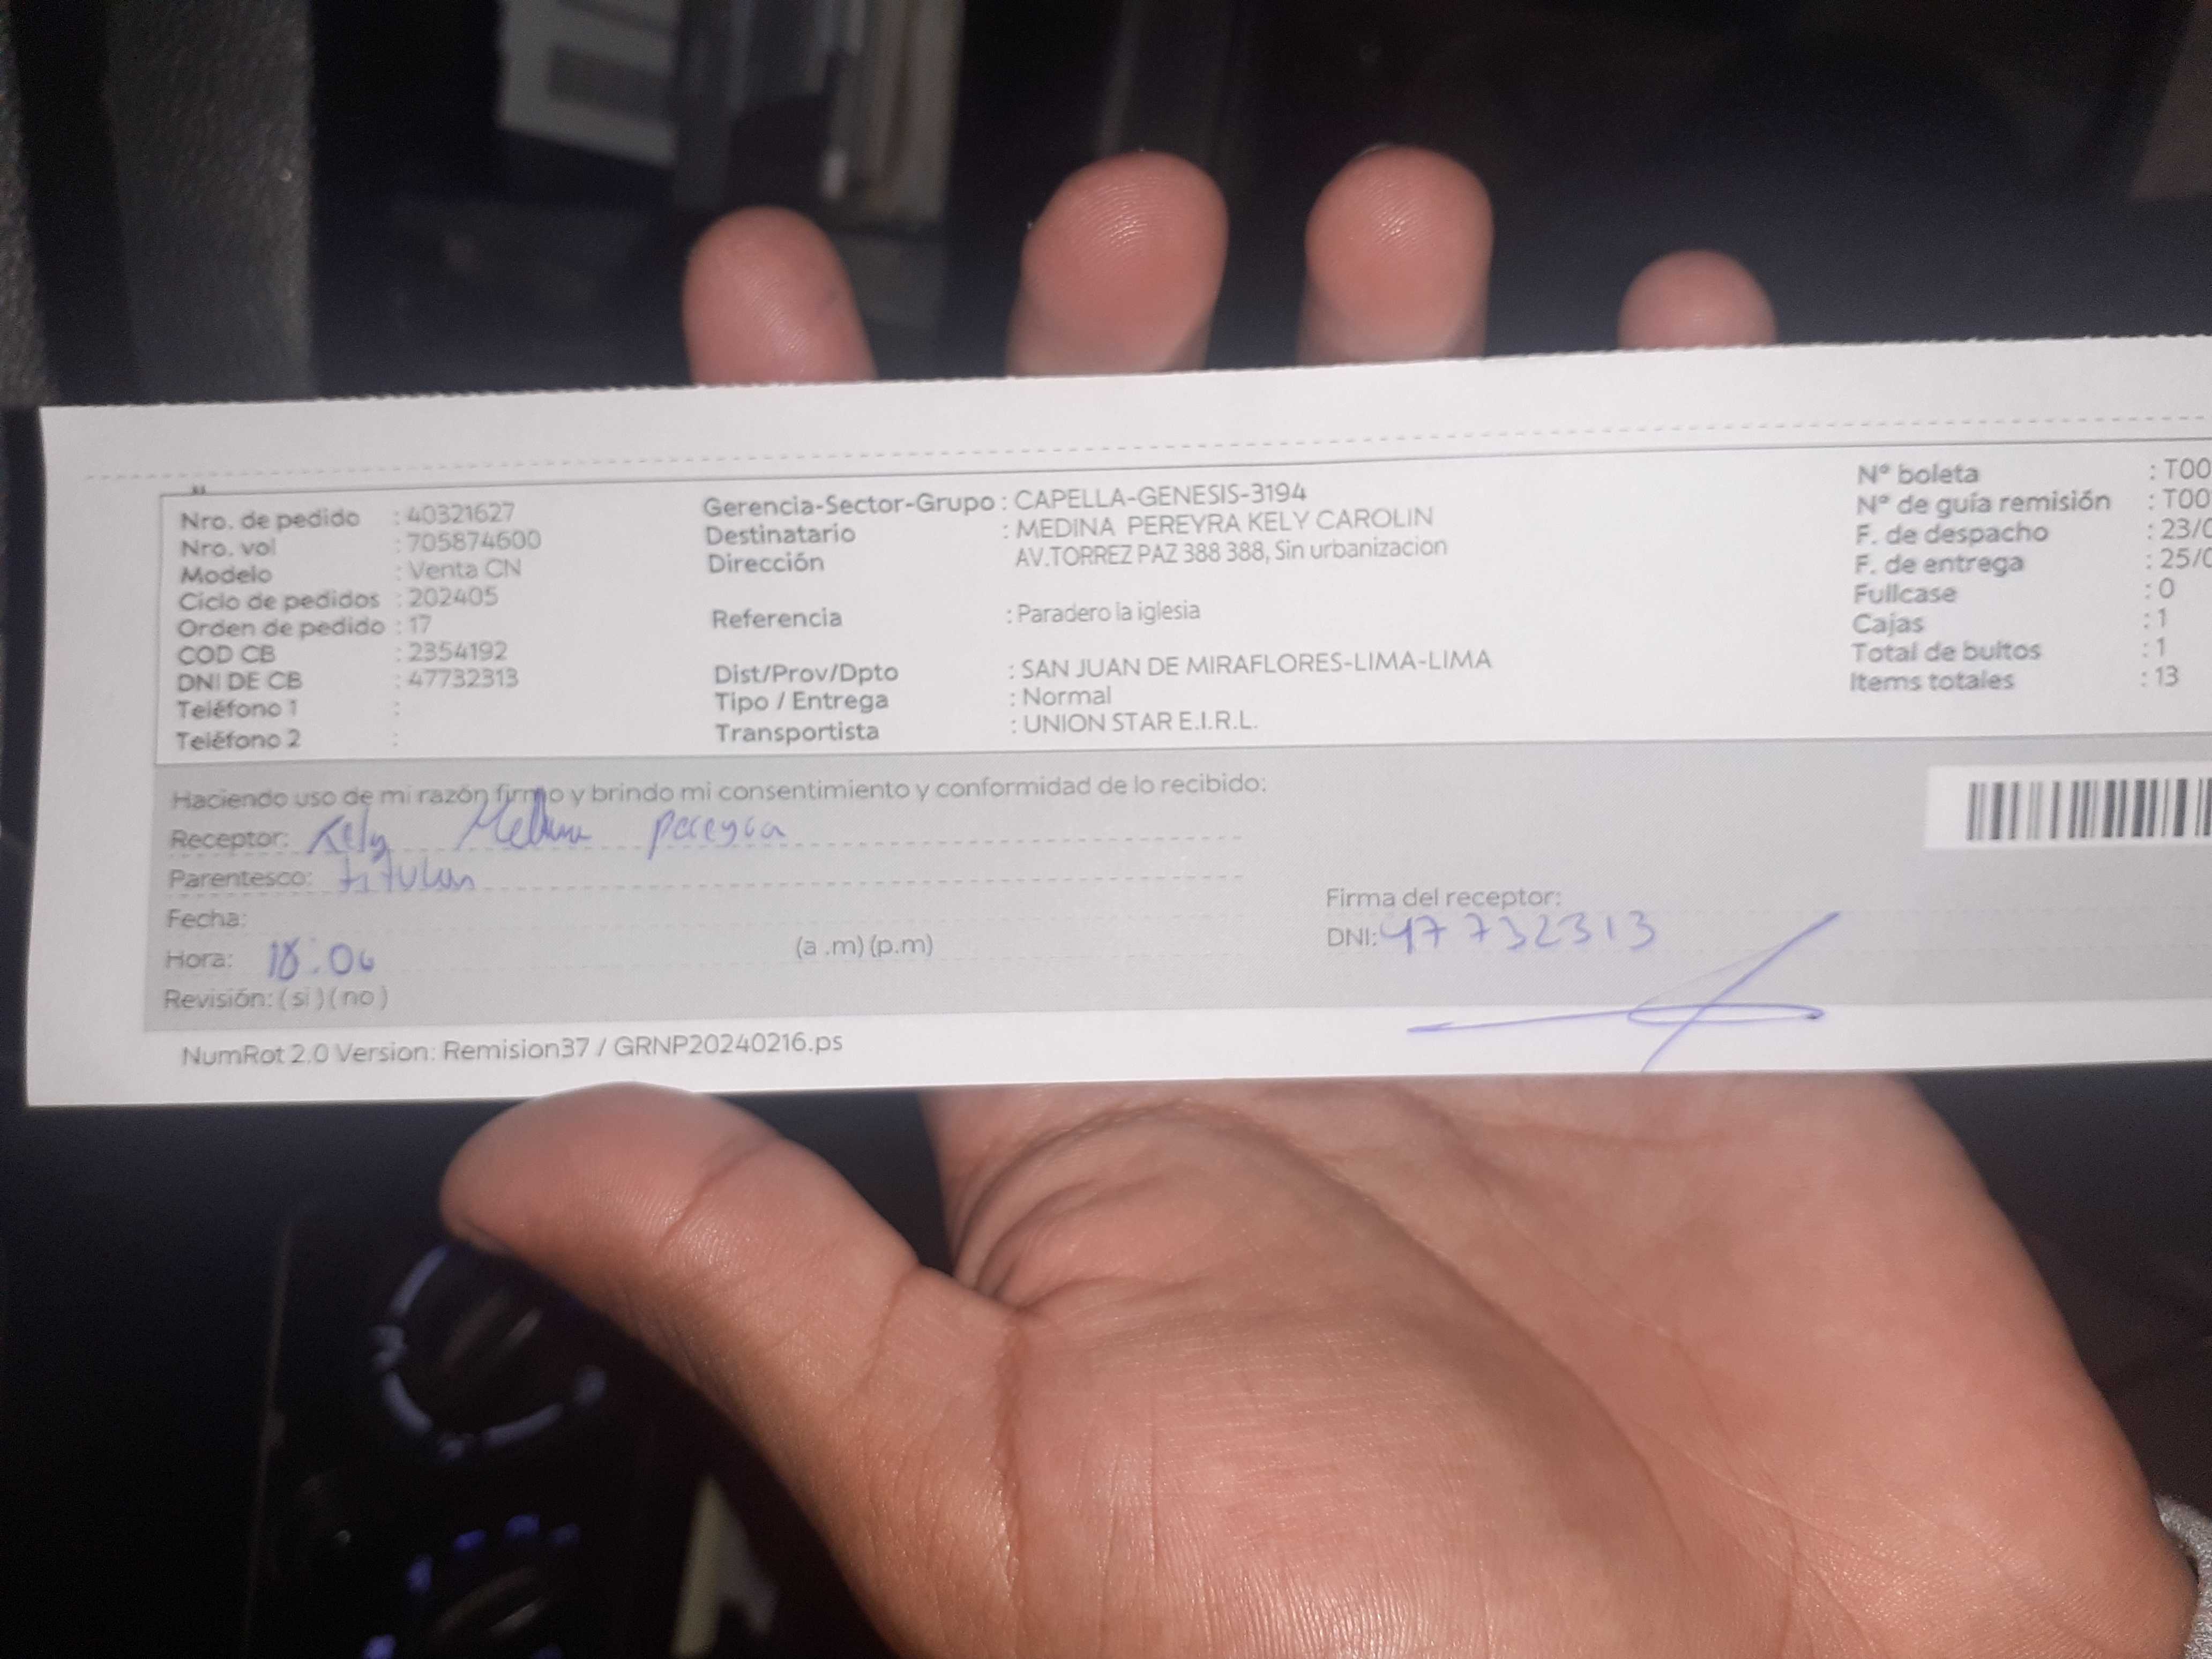 Nro. de pedido : 40321627
Nro. vol : 705874600
Modelo : Venta CN
Ciclo de pedidos : 202405
Orden de pedido : 17
COD CB : 2354192
DNI DE CB : 47732313
Teléfono 1 :
Teléfono 2 :
Gerencia-Sector-Grupo : CAPELLA-GENESIS-3194
Destinatario : MEDINA PEREYRA KELY CAROLIN
Dirección AV.TORREZ PAZ 388 388, Sin urbanizacion
Referencia : Paradero la iglesia
Dist/Prov/Dpto : SAN JUAN DE MIRAFLORES-LIMA-LIMA
Tipo / Entrega : Normal
Transportista : UNION STAR E.I.R.L.
N° boleta : T00
N° de guía remisión : T00
F. de despacho : 23/0
F. de entrega : 25/0
Fullcase : 0
Cajas : 1
Total de bultos : 1
Items totales : 13
Haciendo uso de mi razón firmo y brindo mi consentimiento y conformidad de lo recibido:
Receptor: Kely Medina pereyra
Parentesco: titular
Fecha:
Hora: 18:06 (a .m) (p.m)
Revisión: ( si ) ( no )
Firma del receptor:
DNI: 47732313
NumRot 2.0 Version: Remision37 / GRNP20240216.ps